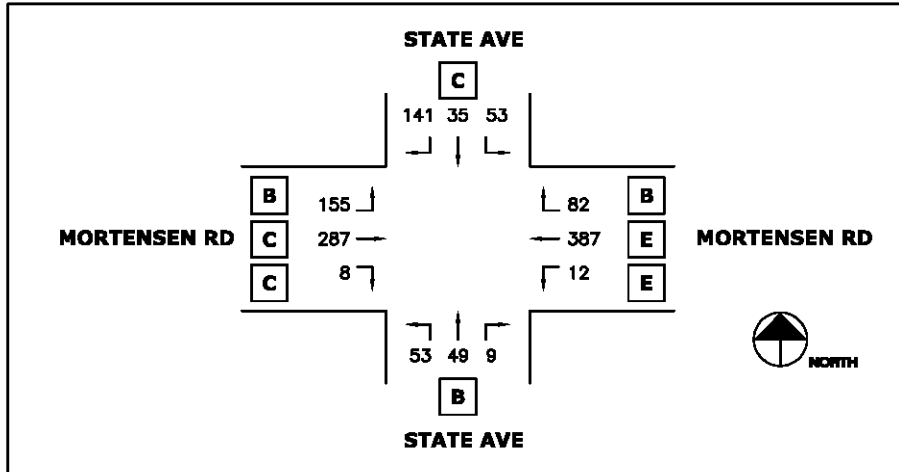 STATE AVE
C
141 35 53
B 155 82 B
MORTENSEN RD C 287 387 E MORTENSEN RD
C 8 12 E
53 49 9
NORTH
B
STATE AVE